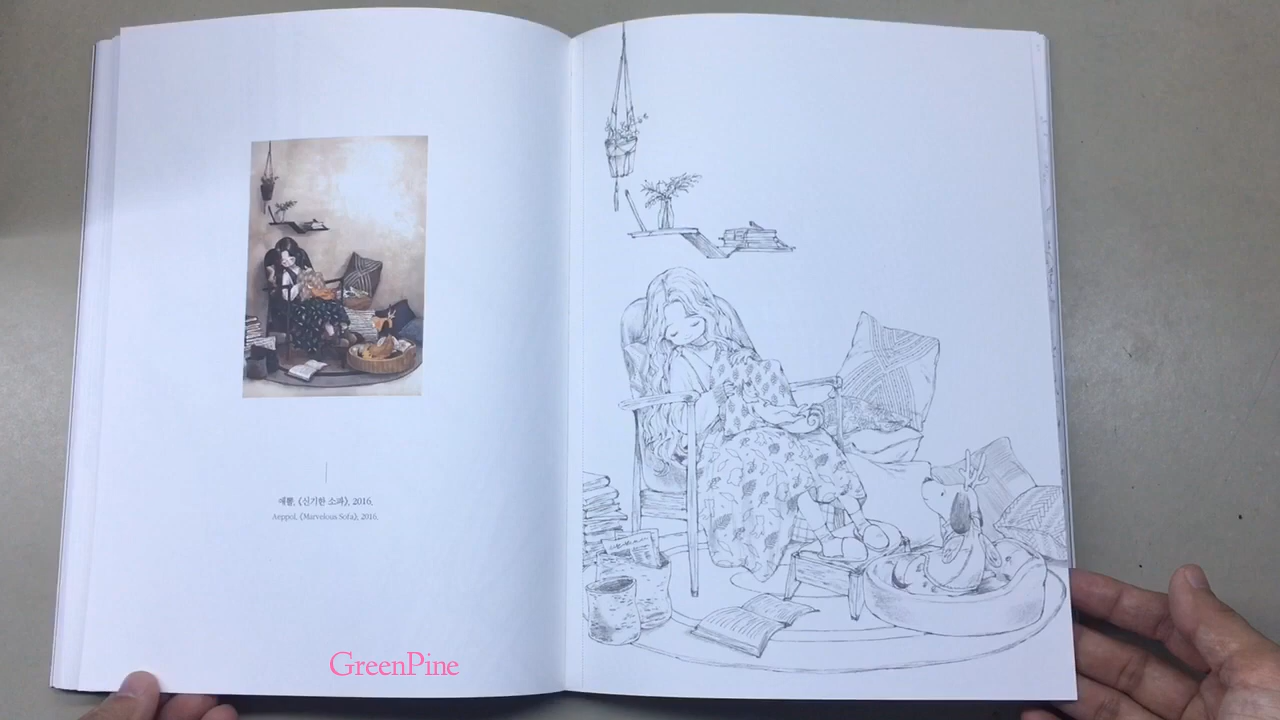 애뽈, 《신기한 소파》, 2016.
Aeppol, 《Marvelous Sofa》, 2016.
GreenPine